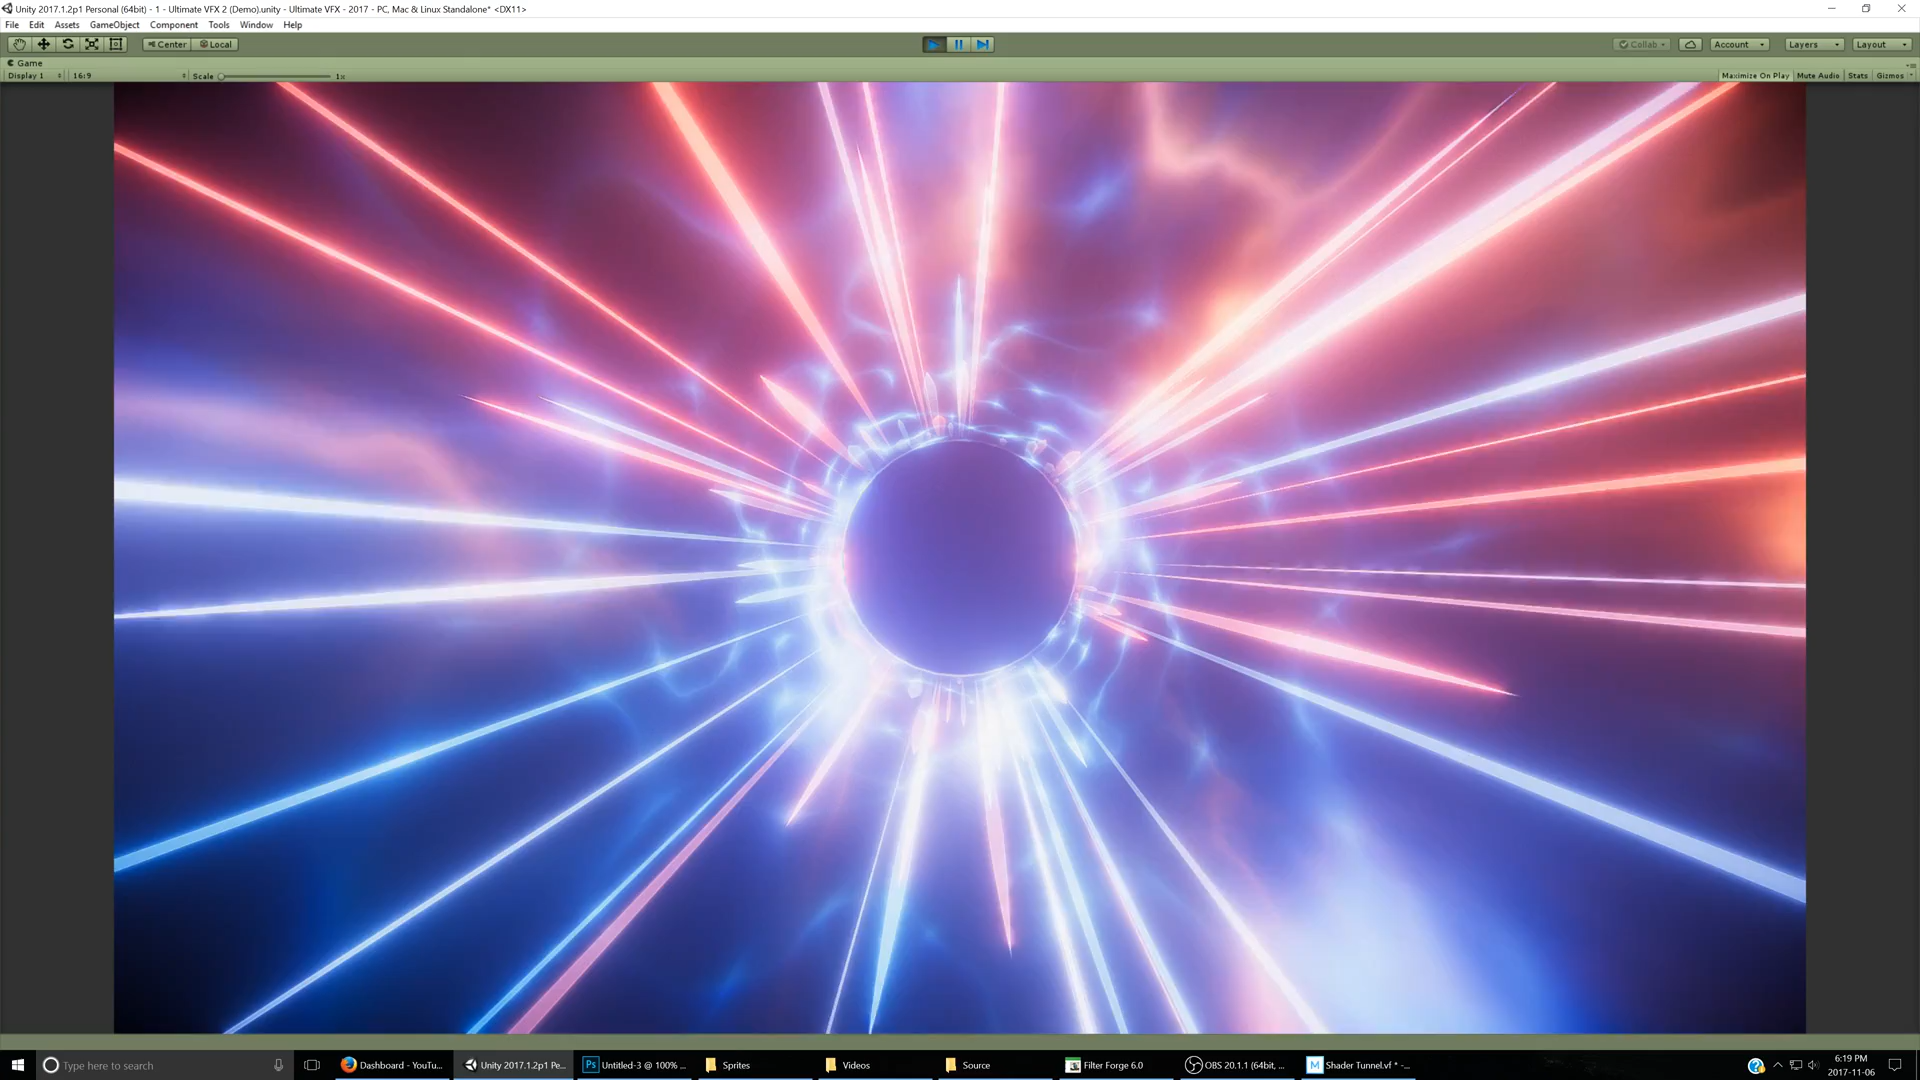 Unity 2017.1.2p1 Personal (64bit) - 1 - Ultimate VFX 2 (Demo).unity - Ultimate VFX - 2017 - PC, Mac & Linux Standalone* <DX11>
File Edit Assets GameObject Component Tools Window Help
Center Local Collab Account Layers Layout
Game
Display 1 16:9 Scale 1x Maximize On Play Mute Audio Stats Gizmos
Type here to search Dashboard - YouTu... Unity 2017.1.2p1 Pe... Ps Untitled-3 @ 100% ... Sprites Videos Source Filter Forge 6.0 OBS 20.1.1 (64bit, ... M Shader Tunnel.vf * -... 6:19 PM
2017-11-06